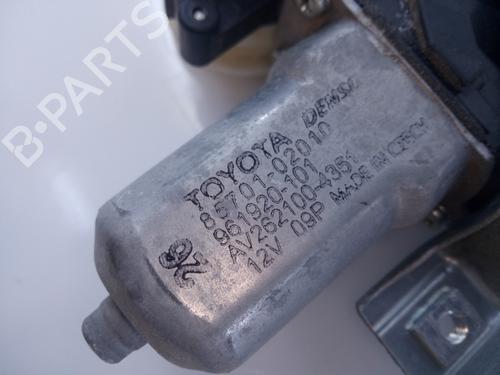 B-PARTS
TOYOTA DENSO
85701-02010
961920-101
AV262100-4351
12V 09P MADE IN CZECH